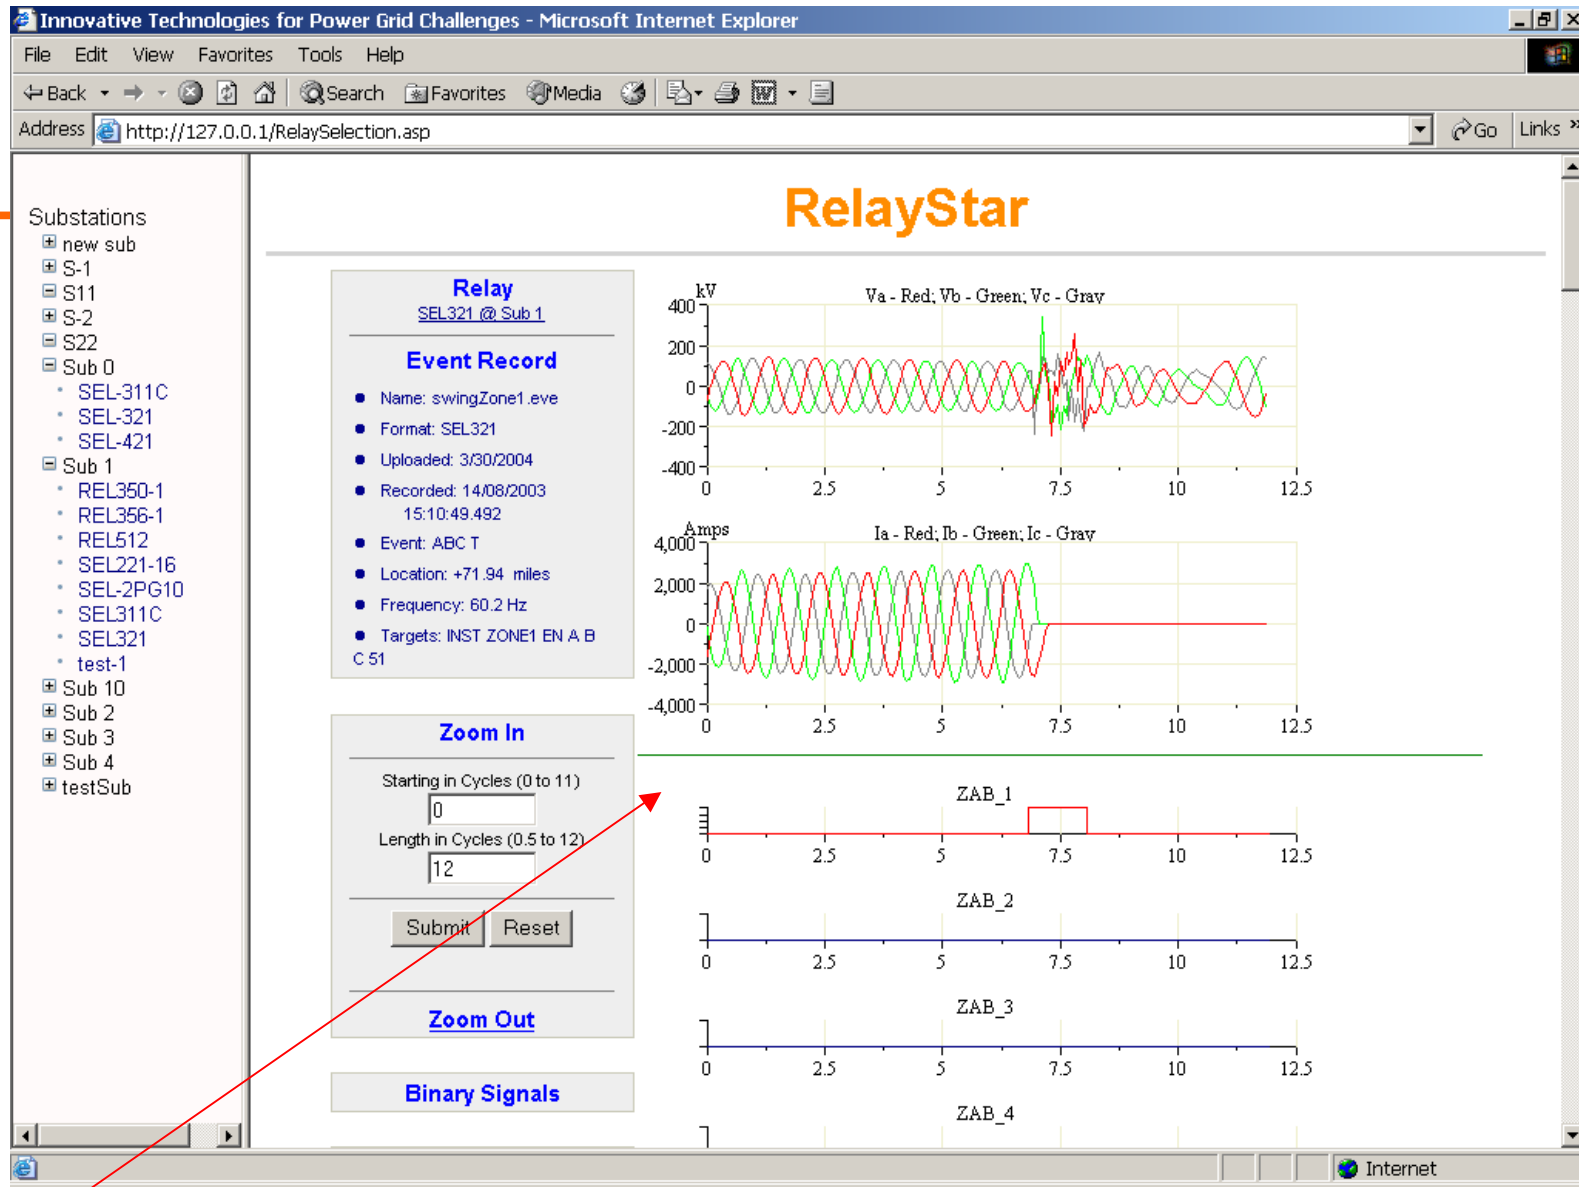 Innovative Technologies for Power Grid Challenges - Microsoft Internet Explorer
File Edit View Favorites Tools Help
Back Search Favorites Media
Address http://127.0.0.1/RelaySelection.asp Go Links »
Substations
new sub
S-1
S11
S-2
S22
Sub 0
SEL-311C
SEL-321
SEL-421
Sub 1
REL350-1
REL356-1
REL512
SEL221-16
SEL-2PG10
SEL311C
SEL321
test-1
Sub 10
Sub 2
Sub 3
Sub 4
testSub
RelayStar
Relay
SEL321 @ Sub 1
Event Record
Name: swingZone1.eve
Format: SEL321
Uploaded: 3/30/2004
Recorded: 14/08/2003
15:10:49.492
Event: ABC T
Location: +71.94 miles
Frequency: 60.2 Hz
Targets: INST ZONE1 EN A B
C 51
Zoom In
Starting in Cycles (0 to 11)
0
Length in Cycles (0.5 to 12)
12
Submit Reset
Zoom Out
Binary Signals
kV
Va - Red; Vb - Green; Vc - Gray
400
200
0
-200
-400
0 2.5 5 7.5 10 12.5
Amps
Ia - Red; Ib - Green; Ic - Gray
4,000
2,000
0
-2,000
-4,000
0 2.5 5 7.5 10 12.5
ZAB_1
0 2.5 5 7.5 10 12.5
ZAB_2
0 2.5 5 7.5 10 12.5
ZAB_3
0 2.5 5 7.5 10 12.5
ZAB_4
Internet